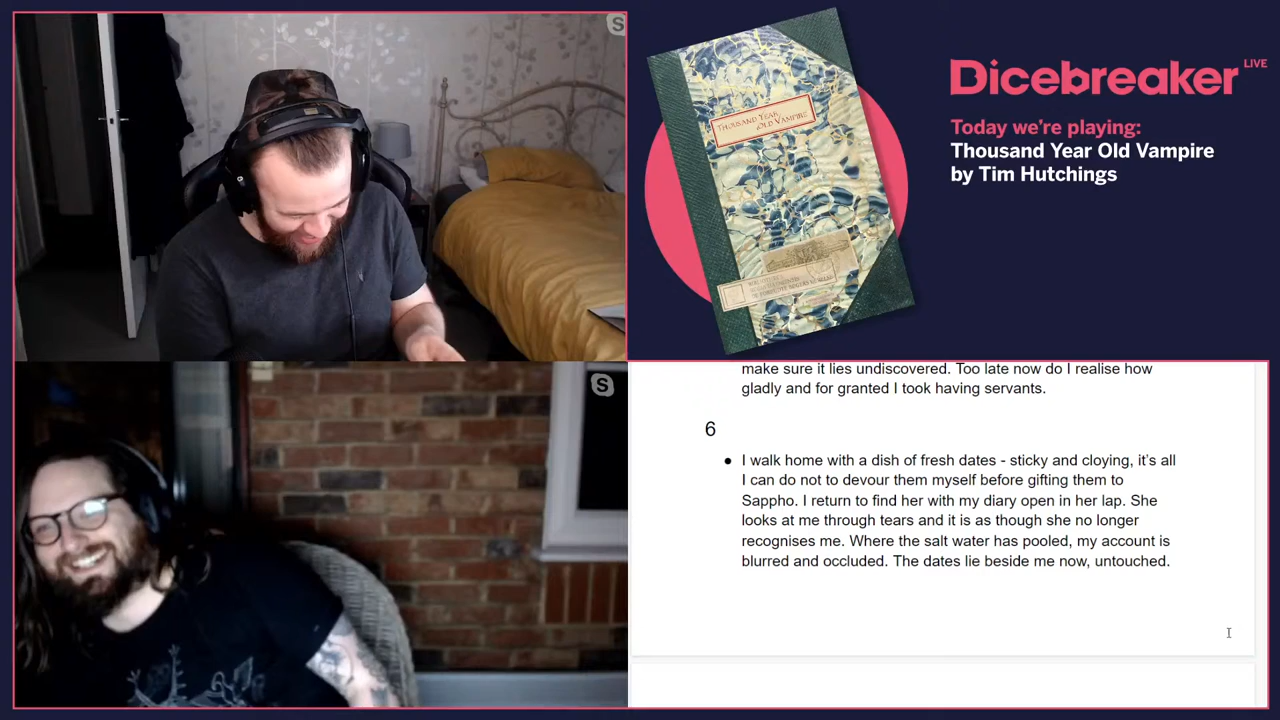 S
THOUSAND YEAR
OLD VAMPIRE
Dicebreaker LIVE
Today we're playing:
Thousand Year Old Vampire
by Tim Hutchings
S
make sure it lies undiscovered. Too late now do I realise how
gladly and for granted I took having servants.
6
● I walk home with a dish of fresh dates - sticky and cloying, it's all
I can do not to devour them myself before gifting them to
Sappho. I return to find her with my diary open in her lap. She
looks at me through tears and it is as though she no longer
recognises me. Where the salt water has pooled, my account is
blurred and occluded. The dates lie beside me now, untouched.